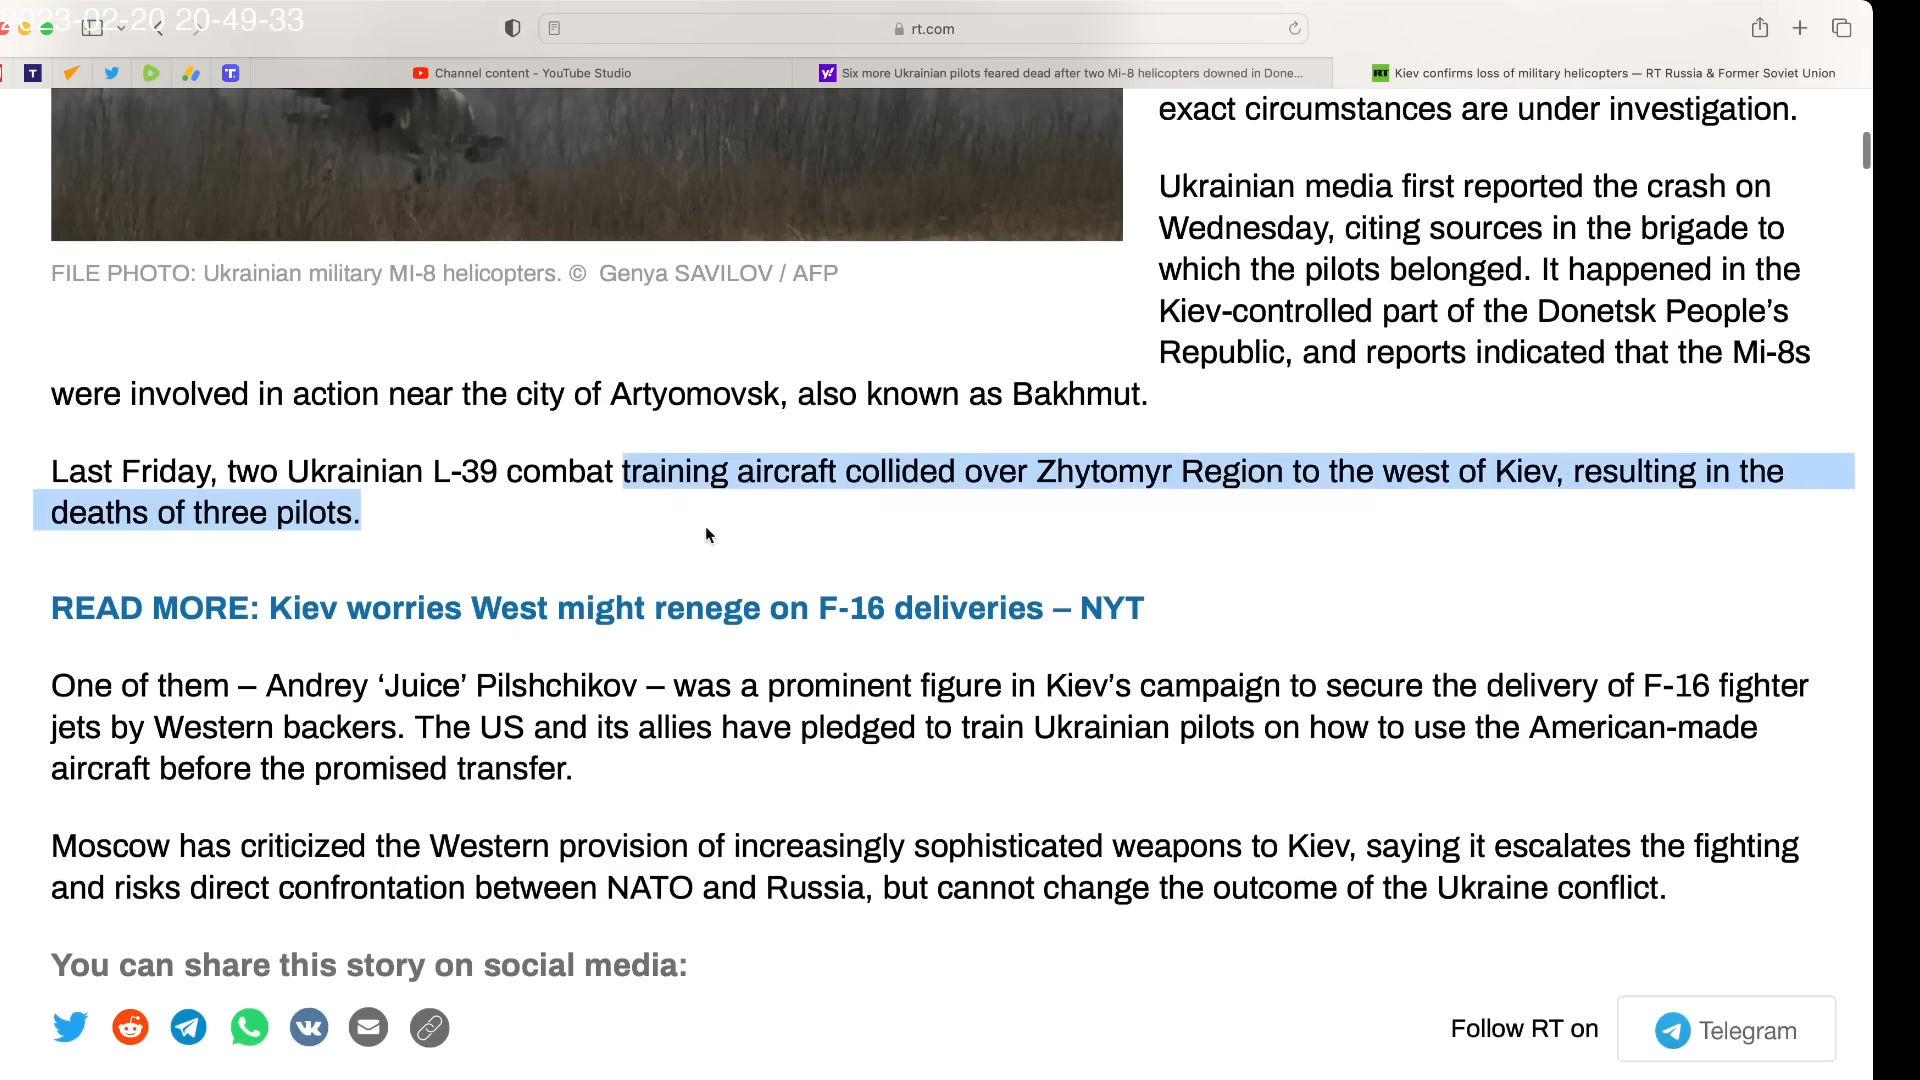 2023-02-20 20-49-33
rt.com
Channel content - YouTube Studio
Six more Ukrainian pilots feared dead after two Mi-8 helicopters downed in Done...
Kiev confirms loss of military helicopters — RT Russia & Former Soviet Union
exact circumstances are under investigation.
Ukrainian media first reported the crash on
Wednesday, citing sources in the brigade to
which the pilots belonged. It happened in the
Kiev-controlled part of the Donetsk People’s
Republic, and reports indicated that the Mi-8s
FILE PHOTO: Ukrainian military MI-8 helicopters. © Genya SAVILOV / AFP
were involved in action near the city of Artyomovsk, also known as Bakhmut.
Last Friday, two Ukrainian L-39 combat training aircraft collided over Zhytomyr Region to the west of Kiev, resulting in the
deaths of three pilots.
READ MORE: Kiev worries West might renege on F-16 deliveries – NYT
One of them – Andrey ‘Juice’ Pilshchikov – was a prominent figure in Kiev’s campaign to secure the delivery of F-16 fighter
jets by Western backers. The US and its allies have pledged to train Ukrainian pilots on how to use the American-made
aircraft before the promised transfer.
Moscow has criticized the Western provision of increasingly sophisticated weapons to Kiev, saying it escalates the fighting
and risks direct confrontation between NATO and Russia, but cannot change the outcome of the Ukraine conflict.
You can share this story on social media:
Follow RT on
Telegram